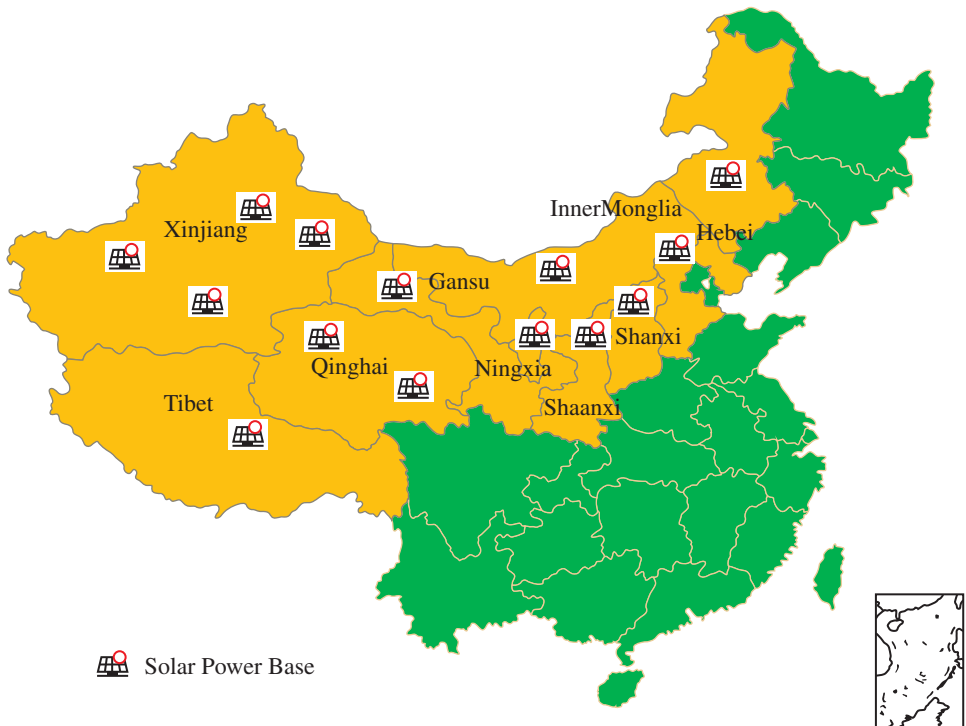 InnerMonglia
Xinjiang
Hebei
Gansu
Shanxi
Qinghai
Ningxia
Tibet
Shaanxi
Solar Power Base